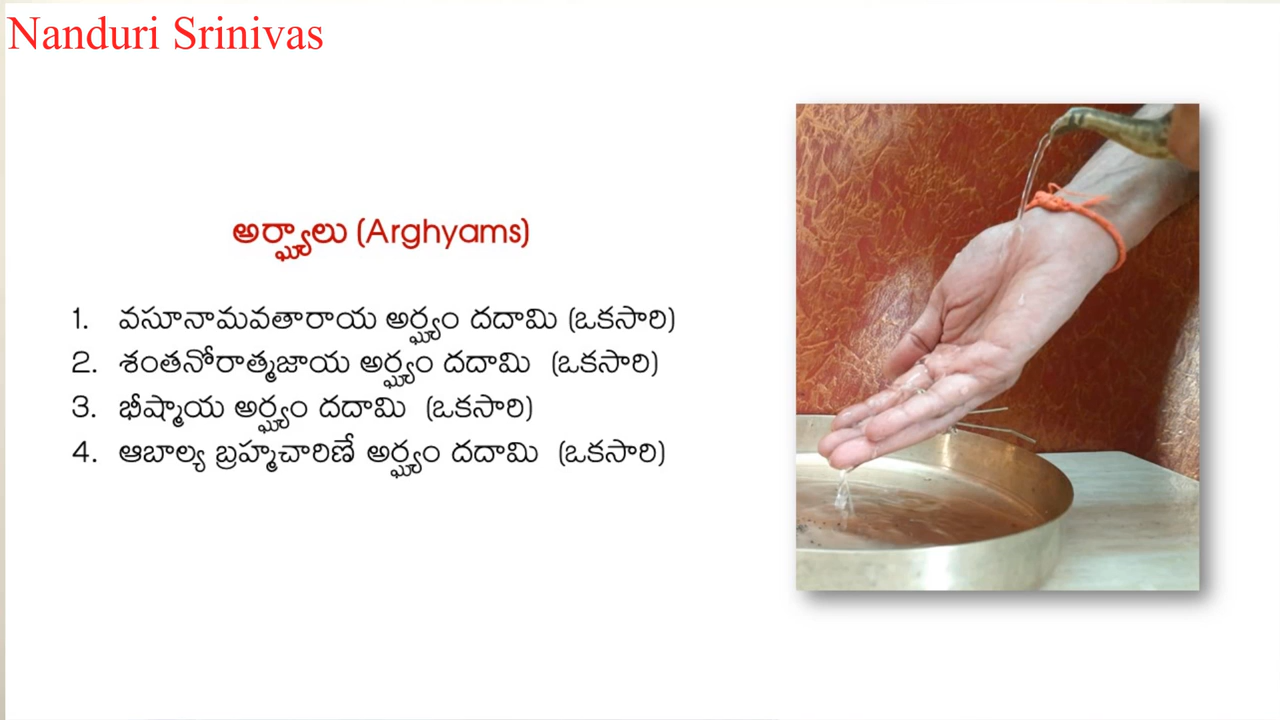 Nanduri Srinivas
అర్ఘ్యాలు (Arghyams)
1. వసూనామవతారాయ అర్ఘ్యం దదామి (ఒకసారి)
2. శంతనోరాత్మజాయ అర్ఘ్యం దదామి (ఒకసారి)
3. భీష్మాయ అర్ఘ్యం దదామి (ఒకసారి)
4. ఆబాల్య బ్రహ్మచారిణే అర్ఘ్యం దదామి (ఒకసారి)